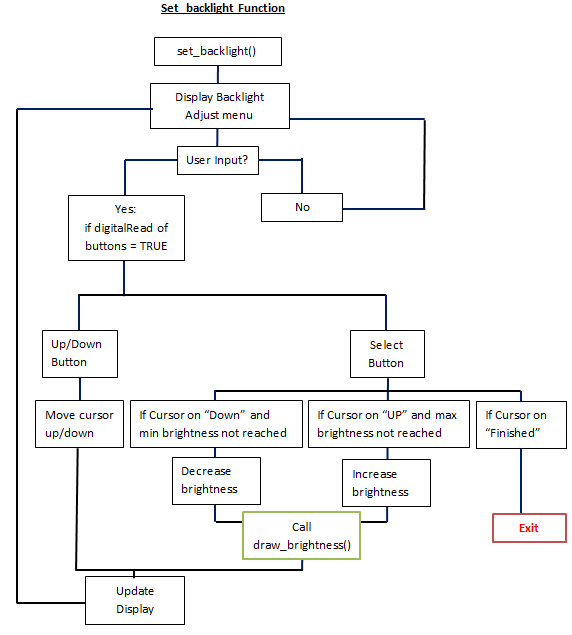 Set_backlight Function
set_backlight()
Display Backlight
Adjust menu
User Input?
Yes:
if digitalRead of
buttons = TRUE
No
Up/Down
Button
Select
Button
Move cursor
up/down
If Cursor on “Down” and
min brightness not reached
If Cursor on “UP” and max
brightness not reached
If Cursor on
“Finished”
Decrease
brightness
Increase
brightness
Call
draw_brightness()
Exit
Update
Display